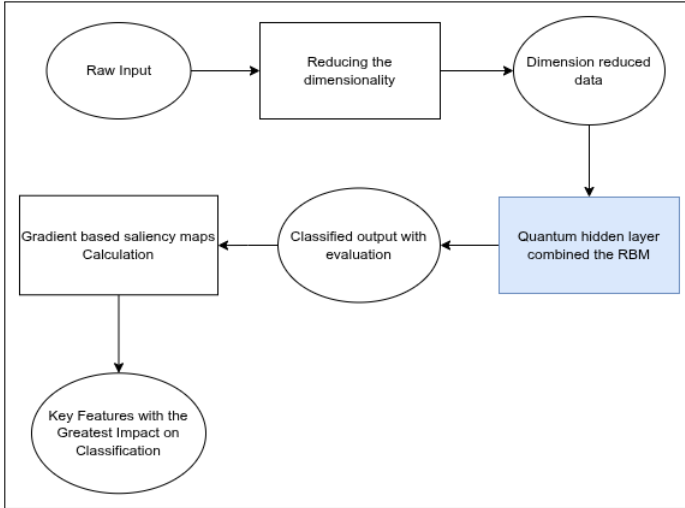 Raw Input
Reducing the
dimensionality
Dimension reduced
data
Quantum hidden layer
combined the RBM
Classified output with
evaluation
Gradient based saliency maps
Calculation
Key Features with the
Greatest Impact on
Classification